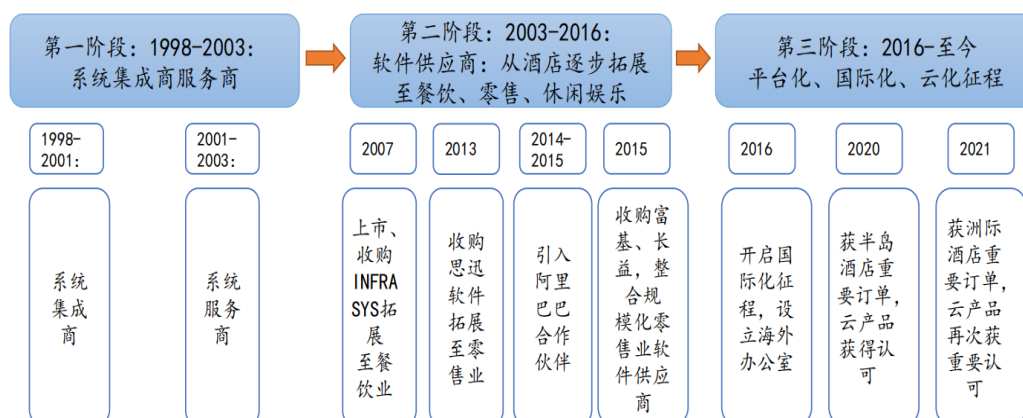 第一阶段：1998-2003：
系统集成商服务商
第二阶段：2003-2016：
软件供应商：从酒店逐步拓展
至餐饮、零售、休闲娱乐
第三阶段：2016-至今
平台化、国际化、云化征程
1998-
2001：
2001-
2003：
2007
2013
2014-
2015
2015
2016
2020
2021
系统
集成
商
系统
服务
商
上市、
收购
INFRA
SYS拓
展
至餐
饮业
收购
思迅
软件
拓展
至零
售业
引入
阿里
巴巴
合作
伙伴
收购富
基、长
益，整
合规
模化零
售业软
件供应
商
开启国
际化征
程，设
立海外
办公室
获半岛
酒店重
要订单，
云产品
获得认
可
获洲际
酒店重
要订单，
云产品
再次获
重要认
可